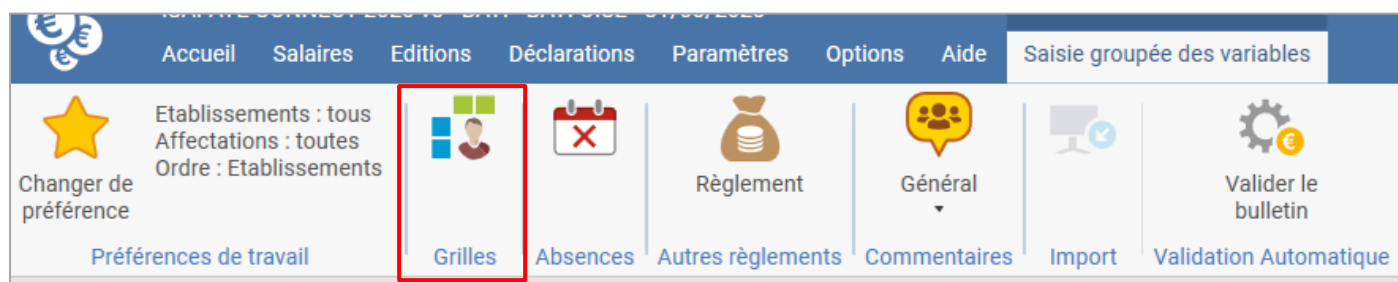 Accueil Salaires Editions Déclarations Paramètres Options Aide Saisie groupée des variables
Etablissements : tous
Affectations : toutes
Ordre : Etablissements
Changer de
préférence
Règlement
Général
Valider le
bulletin
Préférences de travail Grilles Absences Autres règlements Commentaires Import Validation Automatique